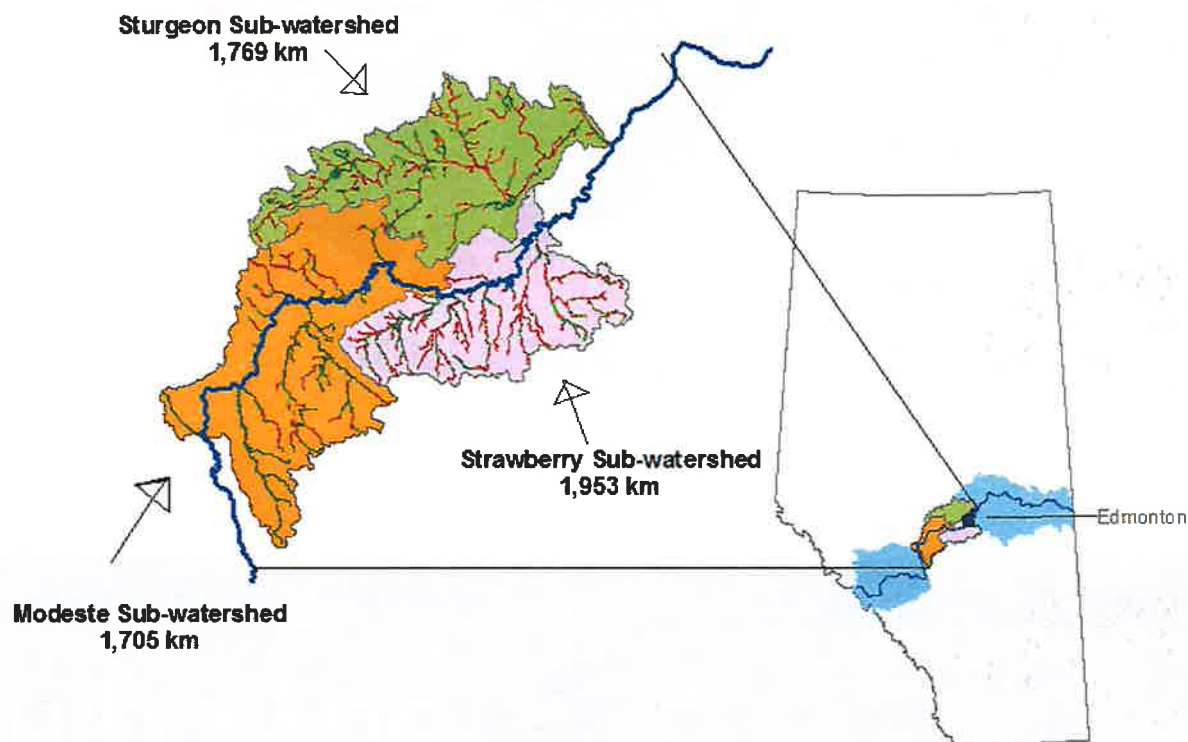 Sturgeon Sub-watershed
1,769 km
Strawberry Sub-watershed
1,953 km
Edmonton
Modeste Sub-watershed
1,705 km